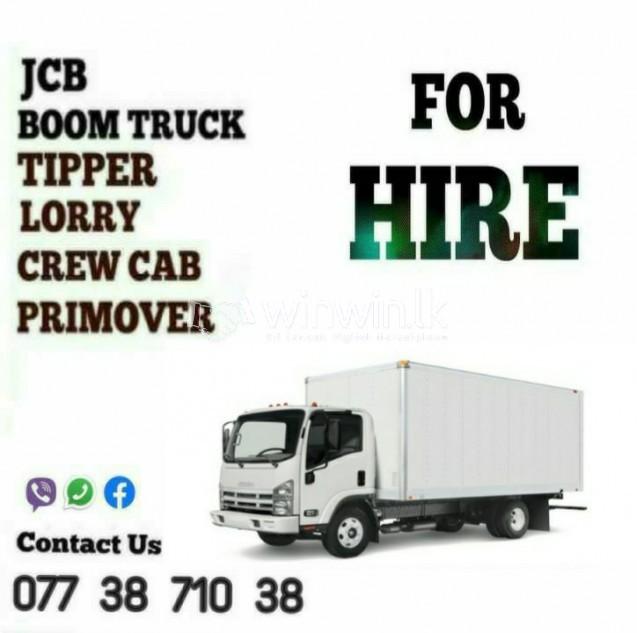 JCB
BOOM TRUCK
TIPPER
LORRY
CREW CAB
PRIMOVER
FOR
HIRE
winwin.lk
Contact Us
077 38 710 38